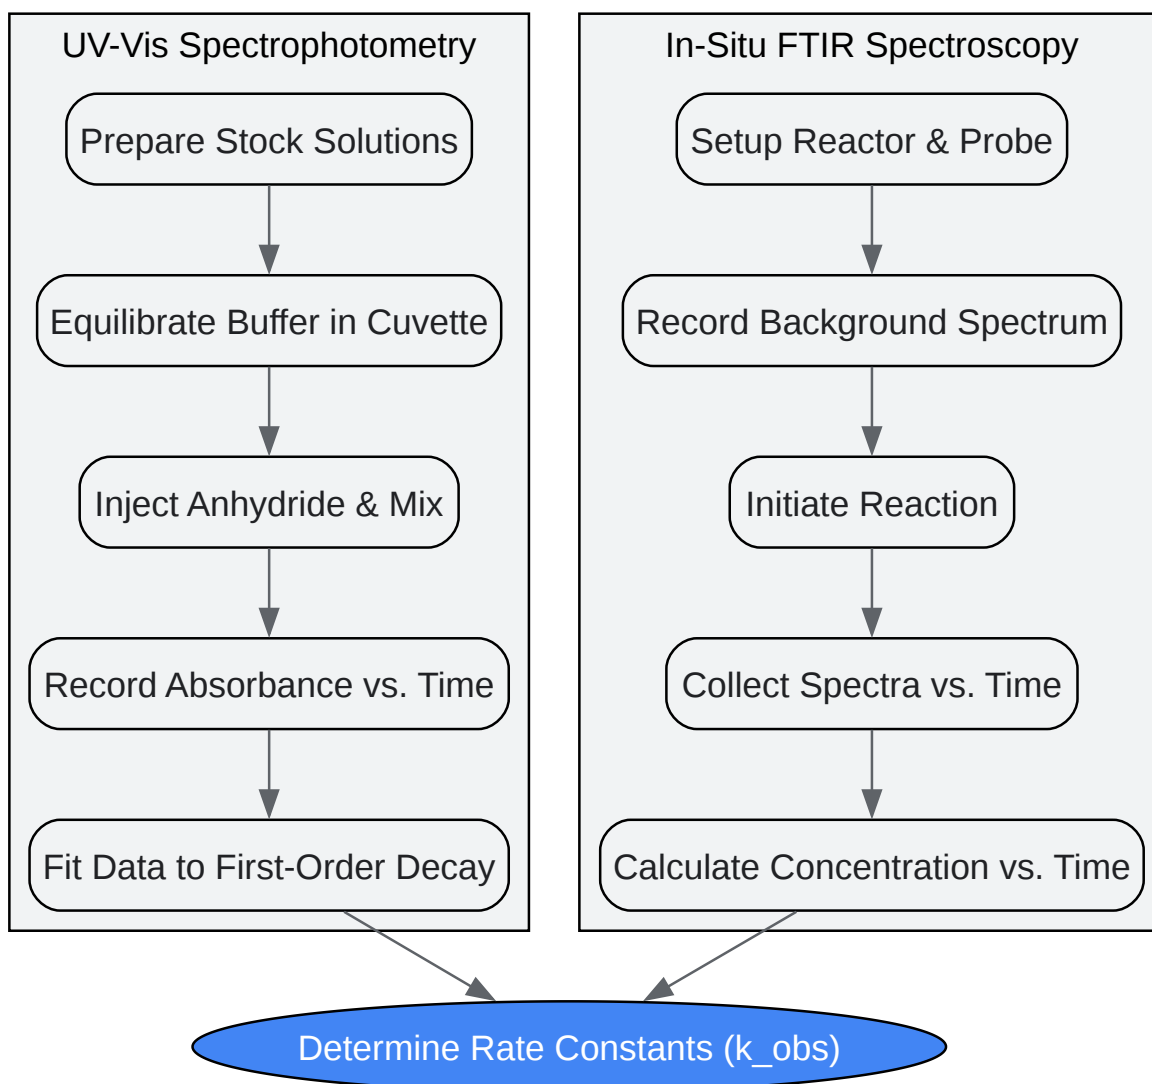 UV-Vis Spectrophotometry
Prepare Stock Solutions
Equilibrate Buffer in Cuvette
Inject Anhydride & Mix
Record Absorbance vs. Time
Fit Data to First-Order Decay
In-Situ FTIR Spectroscopy
Setup Reactor & Probe
Record Background Spectrum
Initiate Reaction
Collect Spectra vs. Time
Calculate Concentration vs. Time
Determine Rate Constants (k_obs)